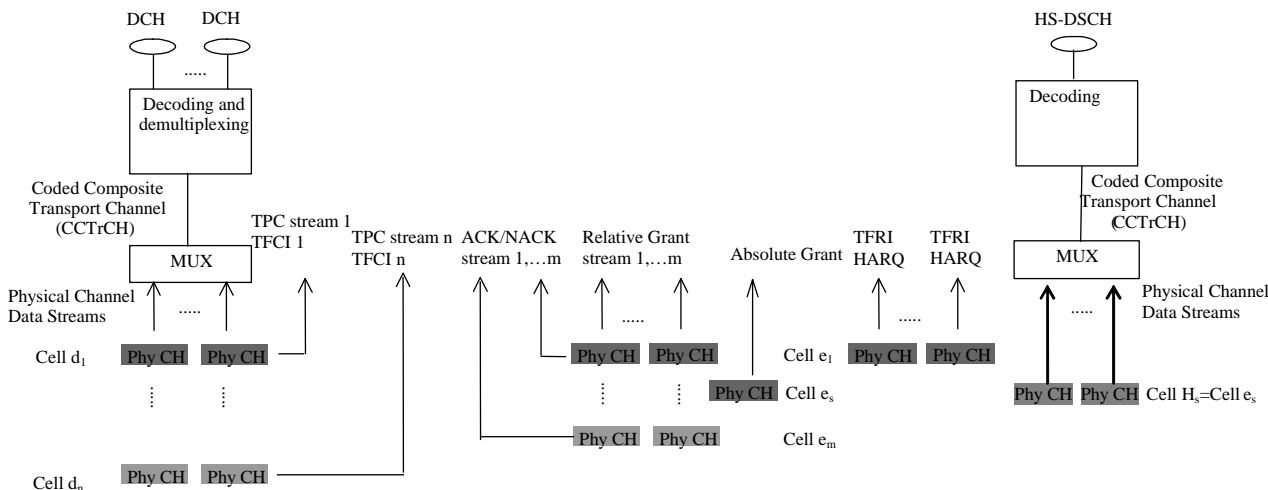 DCH DCH HS-DSCH
.....
Decoding and
demultiplexing
Decoding
Coded Composite
Transport Channel
(CCTrCH)
Coded Composite
Transport Channel
(CCTrCH)
TPC stream 1
TFCI 1
TPC stream n
TFCI n
ACK/NACK
stream 1,…m
Relative Grant
stream 1,…m
Absolute Grant
TFRI
HARQ
TFRI
HARQ
MUX MUX
Physical Channel
Data Streams
.....
.....
.....
.....
Physical Channel
Data Streams
Cell d1 Phy CH Phy CH Phy CH Phy CH Cell e1 Phy CH Phy CH
Phy CH Cell es Phy CH Phy CH Cell Hs=Cell es
Phy CH Phy CH Cell em
Cell dn Phy CH Phy CH